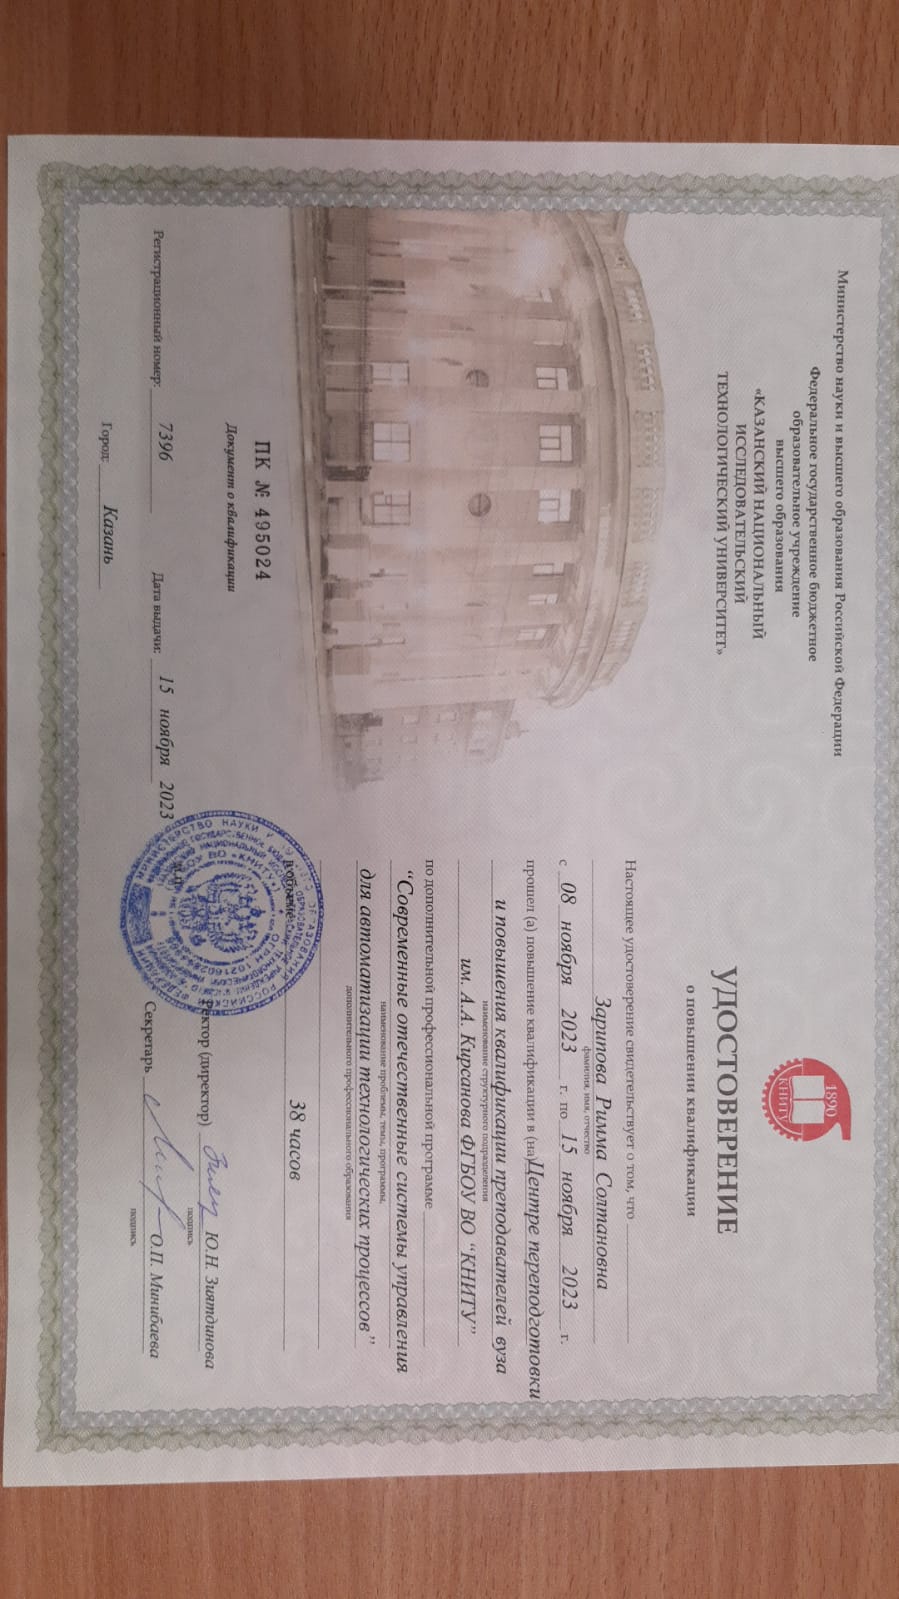 Министерство науки и высшего образования Российской Федерации
Федеральное государственное бюджетное
образовательное учреждение
высшего образования
«КАЗАНСКИЙ НАЦИОНАЛЬНЫЙ
ИССЛЕДОВАТЕЛЬСКИЙ
ТЕХНОЛОГИЧЕСКИЙ УНИВЕРСИТЕТ»
ПК № 495024
Документ о квалификации
Регистрационный номер: 7396
Дата выдачи: 15 ноября 2023
Город: Казань
1890
КНИТУ
УДОСТОВЕРЕНИЕ
о повышении квалификации
Настоящее удостоверение свидетельствует о том, что
Зарипова Римма Солтановна
фамилия, имя, отчество
с 08 ноября 2023 г. по 15 ноября 2023 г.
прошел (а) повышение квалификации в (на) Центре переподготовки
и повышения квалификации преподавателей вуза
наименование структурного подразделения
им. А.А. Кирсанова ФГБОУ ВО “КНИТУ”
по дополнительной профессиональной программе
“Современные отечественные системы управления
наименование проблемы, темы, программы,
для автоматизации технологических процессов”
дополнительного профессионального образования
в объеме 38 часов
Ректор (директор) Ю.Н. Зиятдинова
подпись
Секретарь О.П. Минибаева
подпись